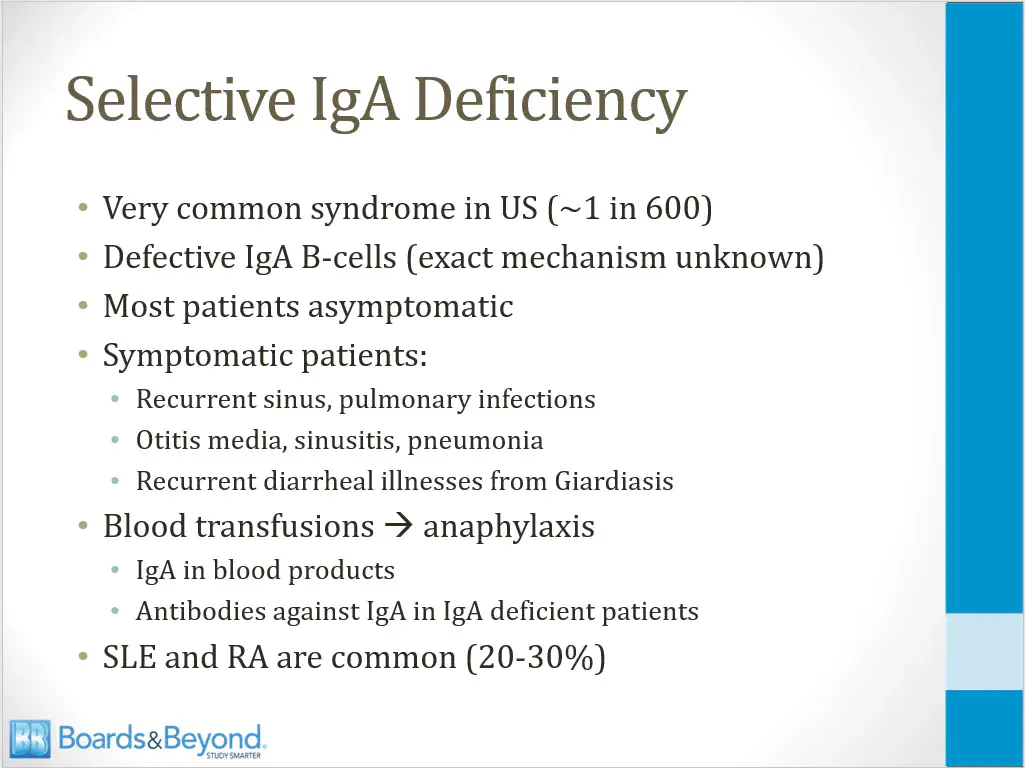 Selective IgA Deficiency
• Very common syndrome in US (~1 in 600)
• Defective IgA B-cells (exact mechanism unknown)
• Most patients asymptomatic
• Symptomatic patients:
• Recurrent sinus, pulmonary infections
• Otitis media, sinusitis, pneumonia
• Recurrent diarrheal illnesses from Giardiasis
• Blood transfusions → anaphylaxis
• IgA in blood products
• Antibodies against IgA in IgA deficient patients
• SLE and RA are common (20-30%)
BB Boards&Beyond.
STUDY SMARTER